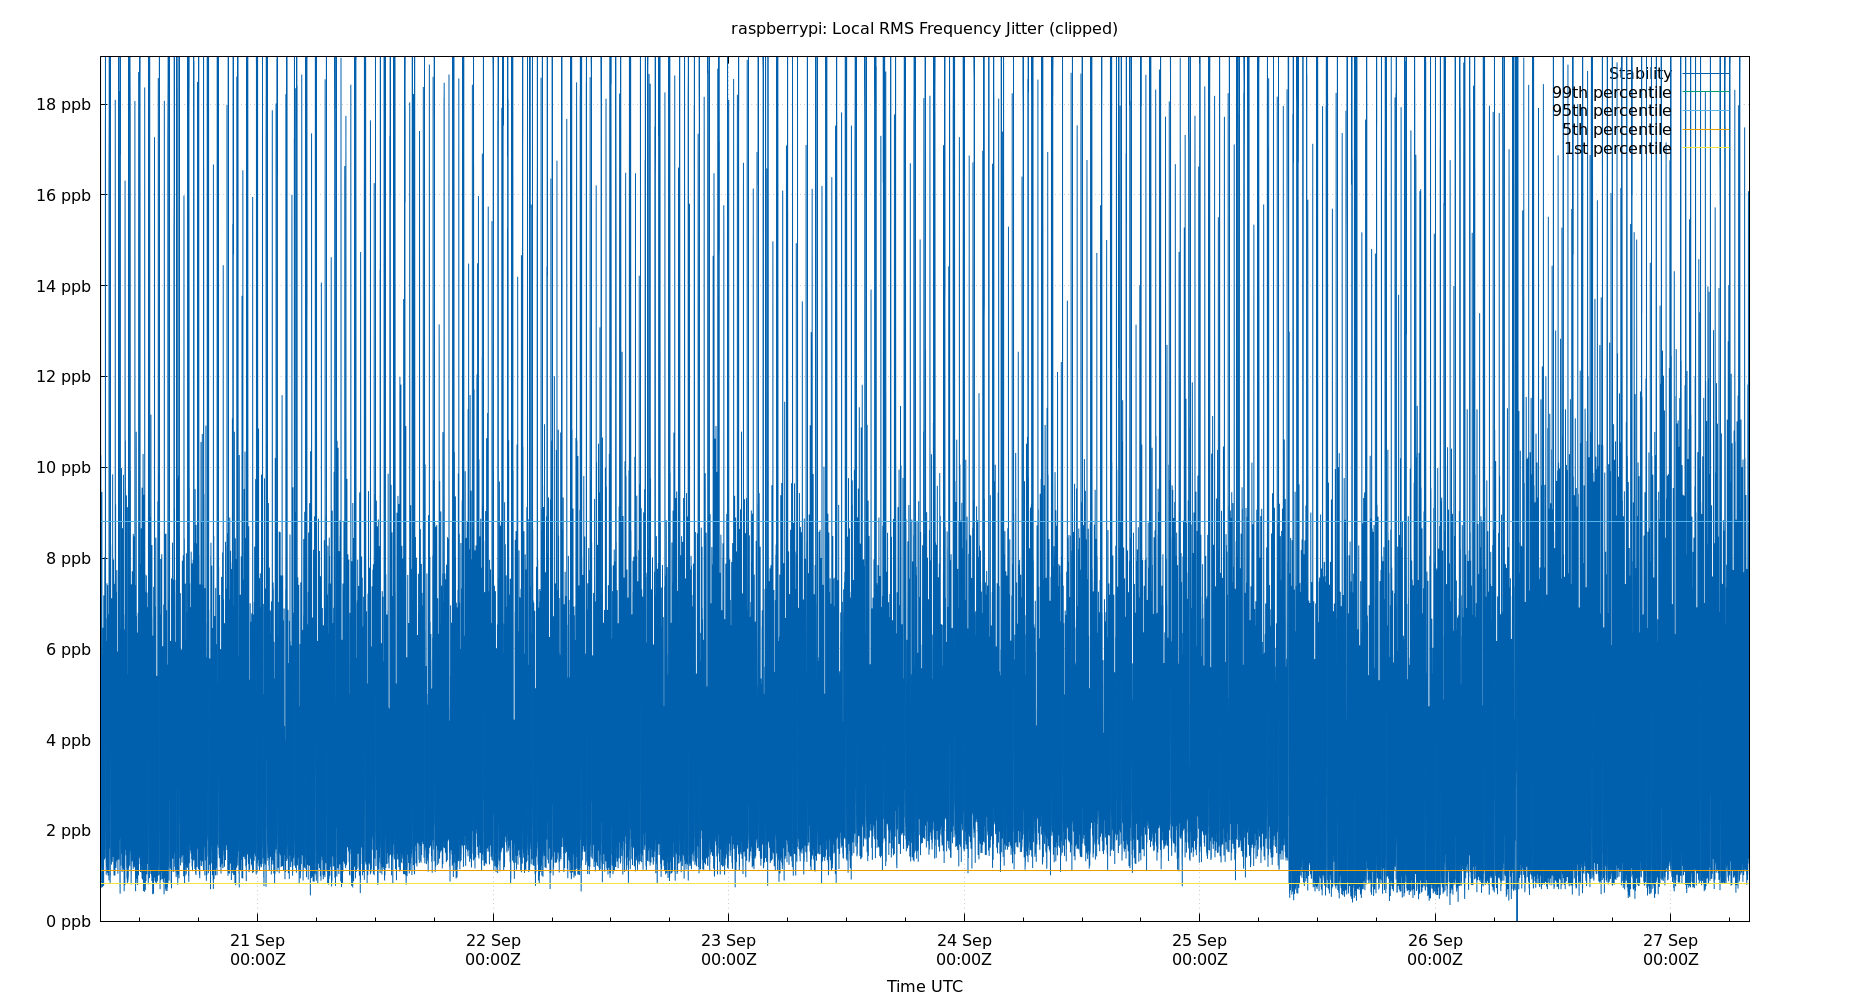 raspberrypi: Local RMS Frequency Jitter (clipped)
Stability
99th percentile
95th percentile
5th percentile
1st percentile
18 ppb
16 ppb
14 ppb
12 ppb
10 ppb
8 ppb
6 ppb
4 ppb
2 ppb
0 ppb
21 Sep 22 Sep 23 Sep 24 Sep 25 Sep 26 Sep 27 Sep
00:00Z 00:00Z 00:00Z 00:00Z 00:00Z 00:00Z 00:00Z
Time UTC